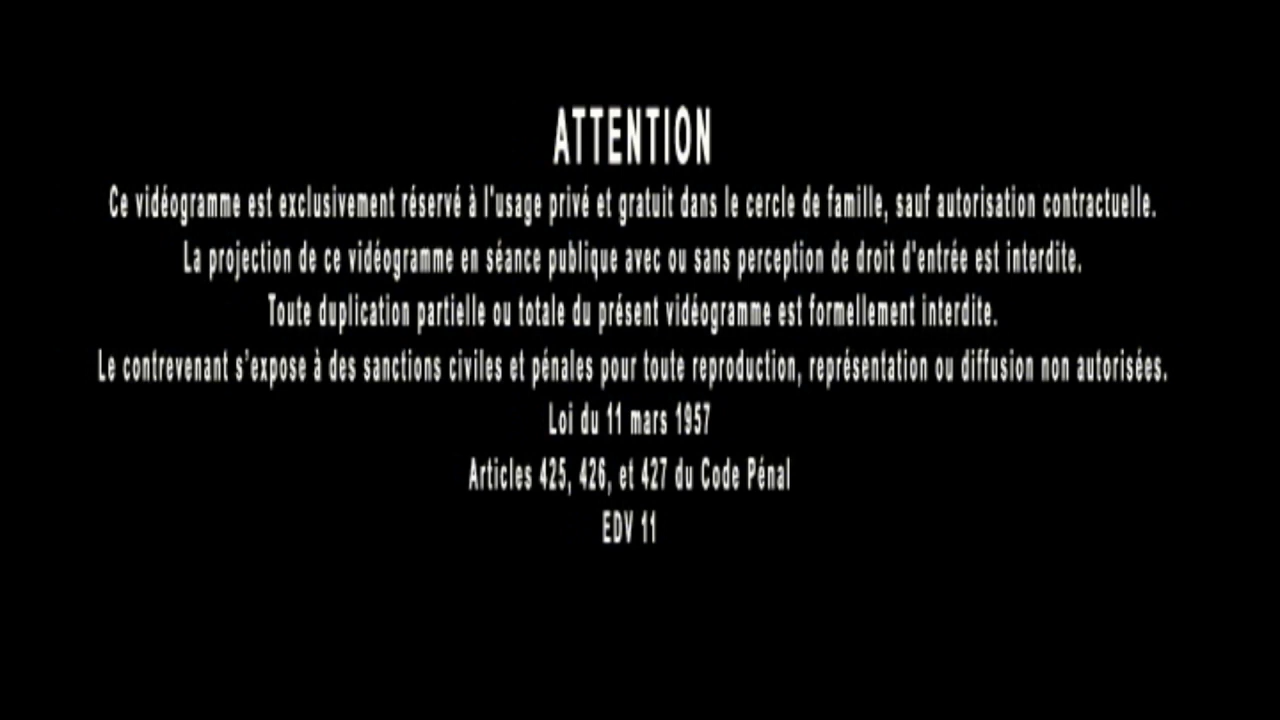 ATTENTION
Ce vidéogramme est exclusivement réservé à l'usage privé et gratuit dans le cercle de famille, sauf autorisation contractuelle.
La projection de ce vidéogramme en séance publique avec ou sans perception de droit d'entrée est interdite.
Toute duplication partielle ou totale du présent vidéogramme est formellement interdite.
Le contrevenant s'expose à des sanctions civiles et pénales pour toute reproduction, représentation ou diffusion non autorisées.
Loi du 11 mars 1957
Articles 425, 426, et 427 du Code Pénal
EDV 11